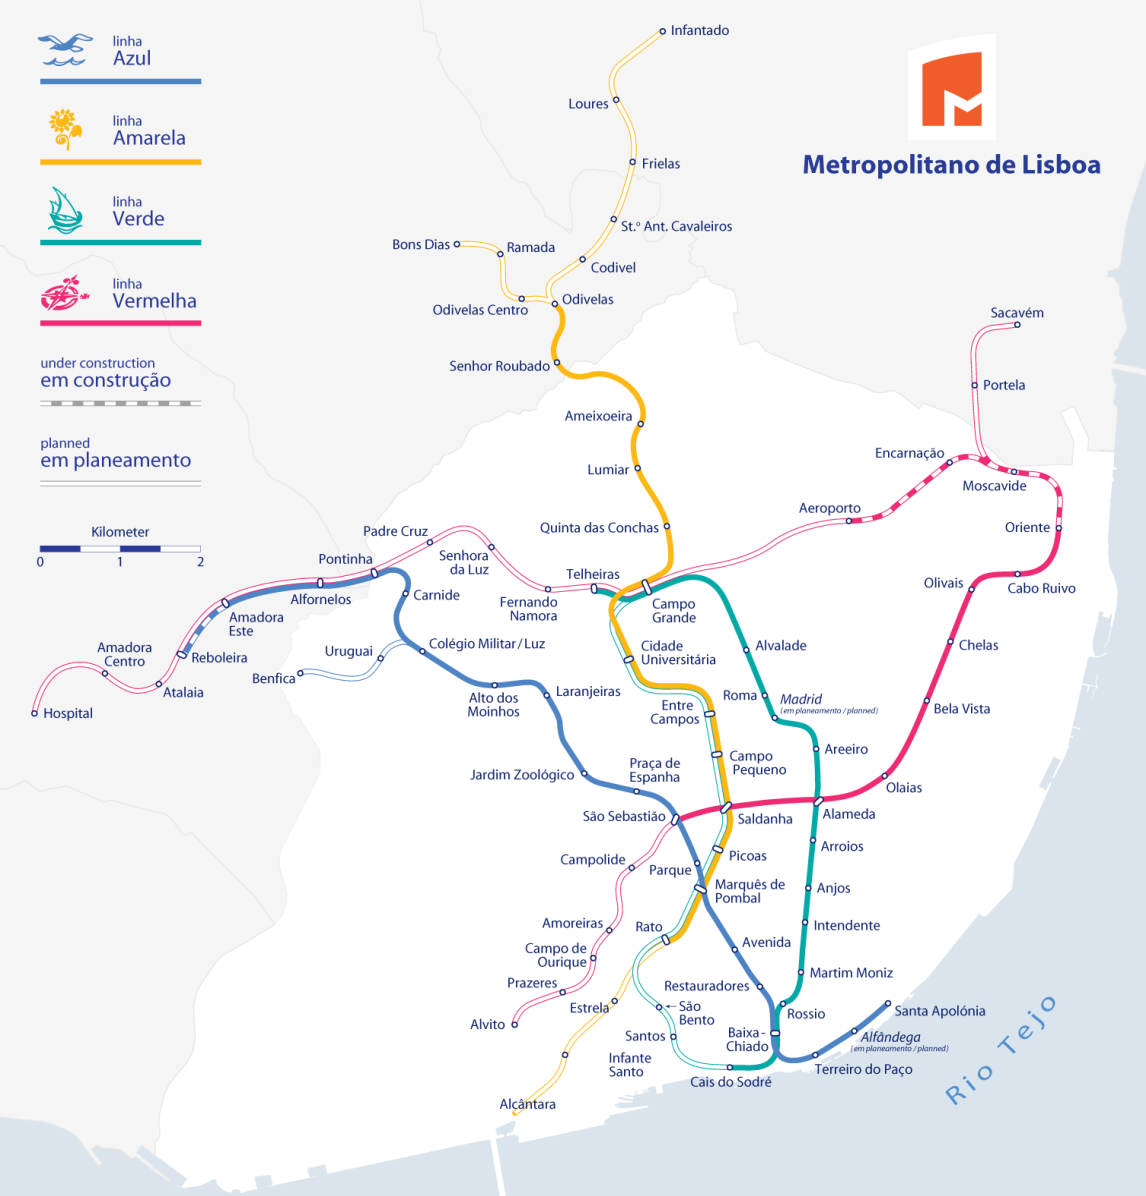 linha
Azul
linha
Amarela
linha
Verde
linha
Vermelha
under construction
em construção
planned
em planeamento
Kilometer
0 1 2
Metropolitano de Lisboa
Infantado
Loures
Frielas
St.º Ant. Cavaleiros
Bons Dias
Ramada
Codivel
Odivelas Centro
Odivelas
Senhor Roubado
Ameixoeira
Lumiar
Quinta das Conchas
Sacavém
Portela
Encarnação
Moscavide
Aeroporto
Oriente
Cabo Ruivo
Olivais
Chelas
Bela Vista
Olaias
Padre Cruz
Senhora
da Luz
Pontinha
Telheiras
Fernando
Namora
Campo
Grande
Alfornelos
Carnide
Amadora
Este
Reboleira
Amadora
Centro
Atalaia
Hospital
Uruguai
Benfica
Colégio Militar/Luz
Alto dos
Moinhos
Laranjeiras
Jardim Zoológico
Praça de
Espanha
São Sebastião
Cidade
Universitária
Entre
Campos
Campo
Pequeno
Saldanha
Picoas
Alvalade
Roma
Madrid
(em planeamento / planned)
Areeiro
Alameda
Arroios
Anjos
Intendente
Martim Moniz
Rossio
Campolide
Parque
Marquês de
Pombal
Amoreiras
Rato
Campo de
Ourique
Avenida
Prazeres
Restauradores
Estrela
São
Bento
Alvito
Santos
Baixa-
Chiado
Infante
Santo
Cais do Sodré
Alcântara
Santa Apolónia
Alfândega
(em planeamento / planned)
Terreiro do Paço
Rio Tejo